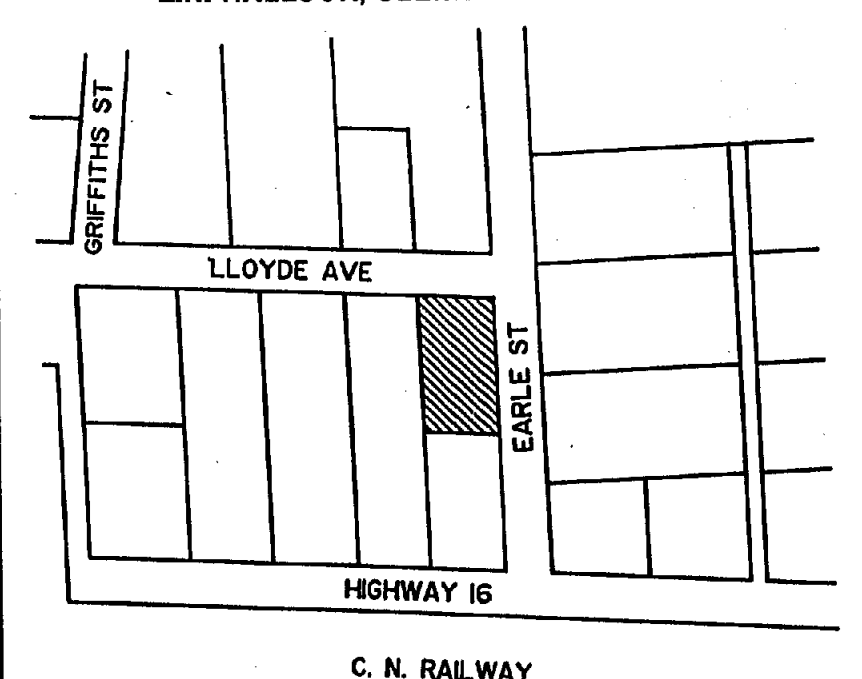 GRIFFITHS ST
LLOYDE AVE
EARLE ST
HIGHWAY 16
C. N. RAILWAY